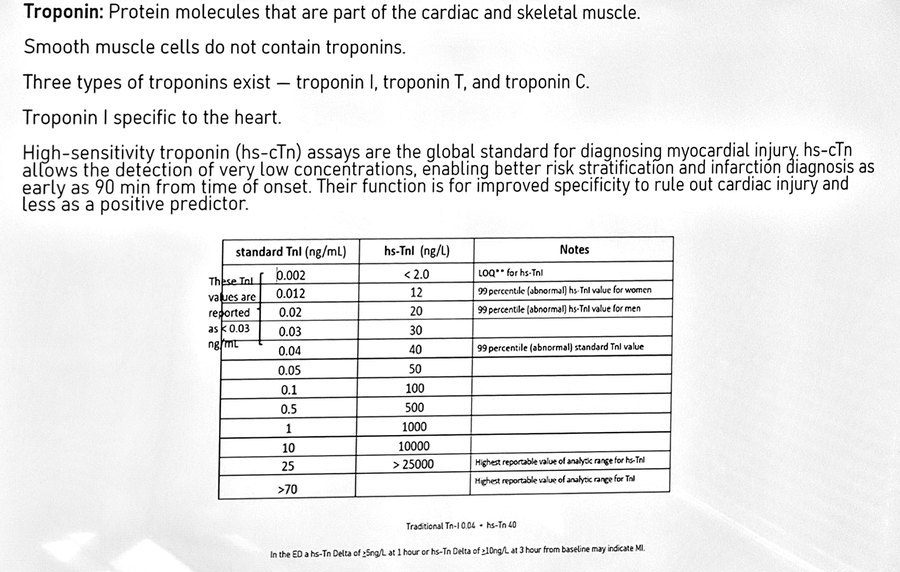 Troponin: Protein molecules that are part of the cardiac and skeletal muscle.
Smooth muscle cells do not contain troponins.
Three types of troponins exist — troponin I, troponin T, and troponin C.
Troponin I specific to the heart.
High-sensitivity troponin (hs-cTn) assays are the global standard for diagnosing myocardial injury. hs-cTn
allows the detection of very low concentrations, enabling better risk stratification and infarction diagnosis as
early as 90 min from time of onset. Their function is for improved specificity to rule out cardiac injury and
less as a positive predictor.
standard TnI (ng/mL) hs-TnI (ng/L) Notes
These TnI
values are
reported
as < 0.03
ng/mL
0.002 < 2.0 LOQ** for hs-TnI
0.012 12 99 percentile (abnormal) hs-TnI value for women
0.02 20 99 percentile (abnormal) hs-TnI value for men
0.03 30
0.04 40 99 percentile (abnormal) standard TnI value
0.05 50
0.1 100
0.5 500
1 1000
10 10000
25 > 25000 Highest reportable value of analytic range for hs-TnI
>70 Highest reportable value of analytic range for TnI
Traditional Tn-I 0.04 = hs-Tn 40
In the ED a hs-Tn Delta of ≥5ng/L at 1 hour or hs-Tn Delta of ≥10ng/L at 3 hour from baseline may indicate MI.